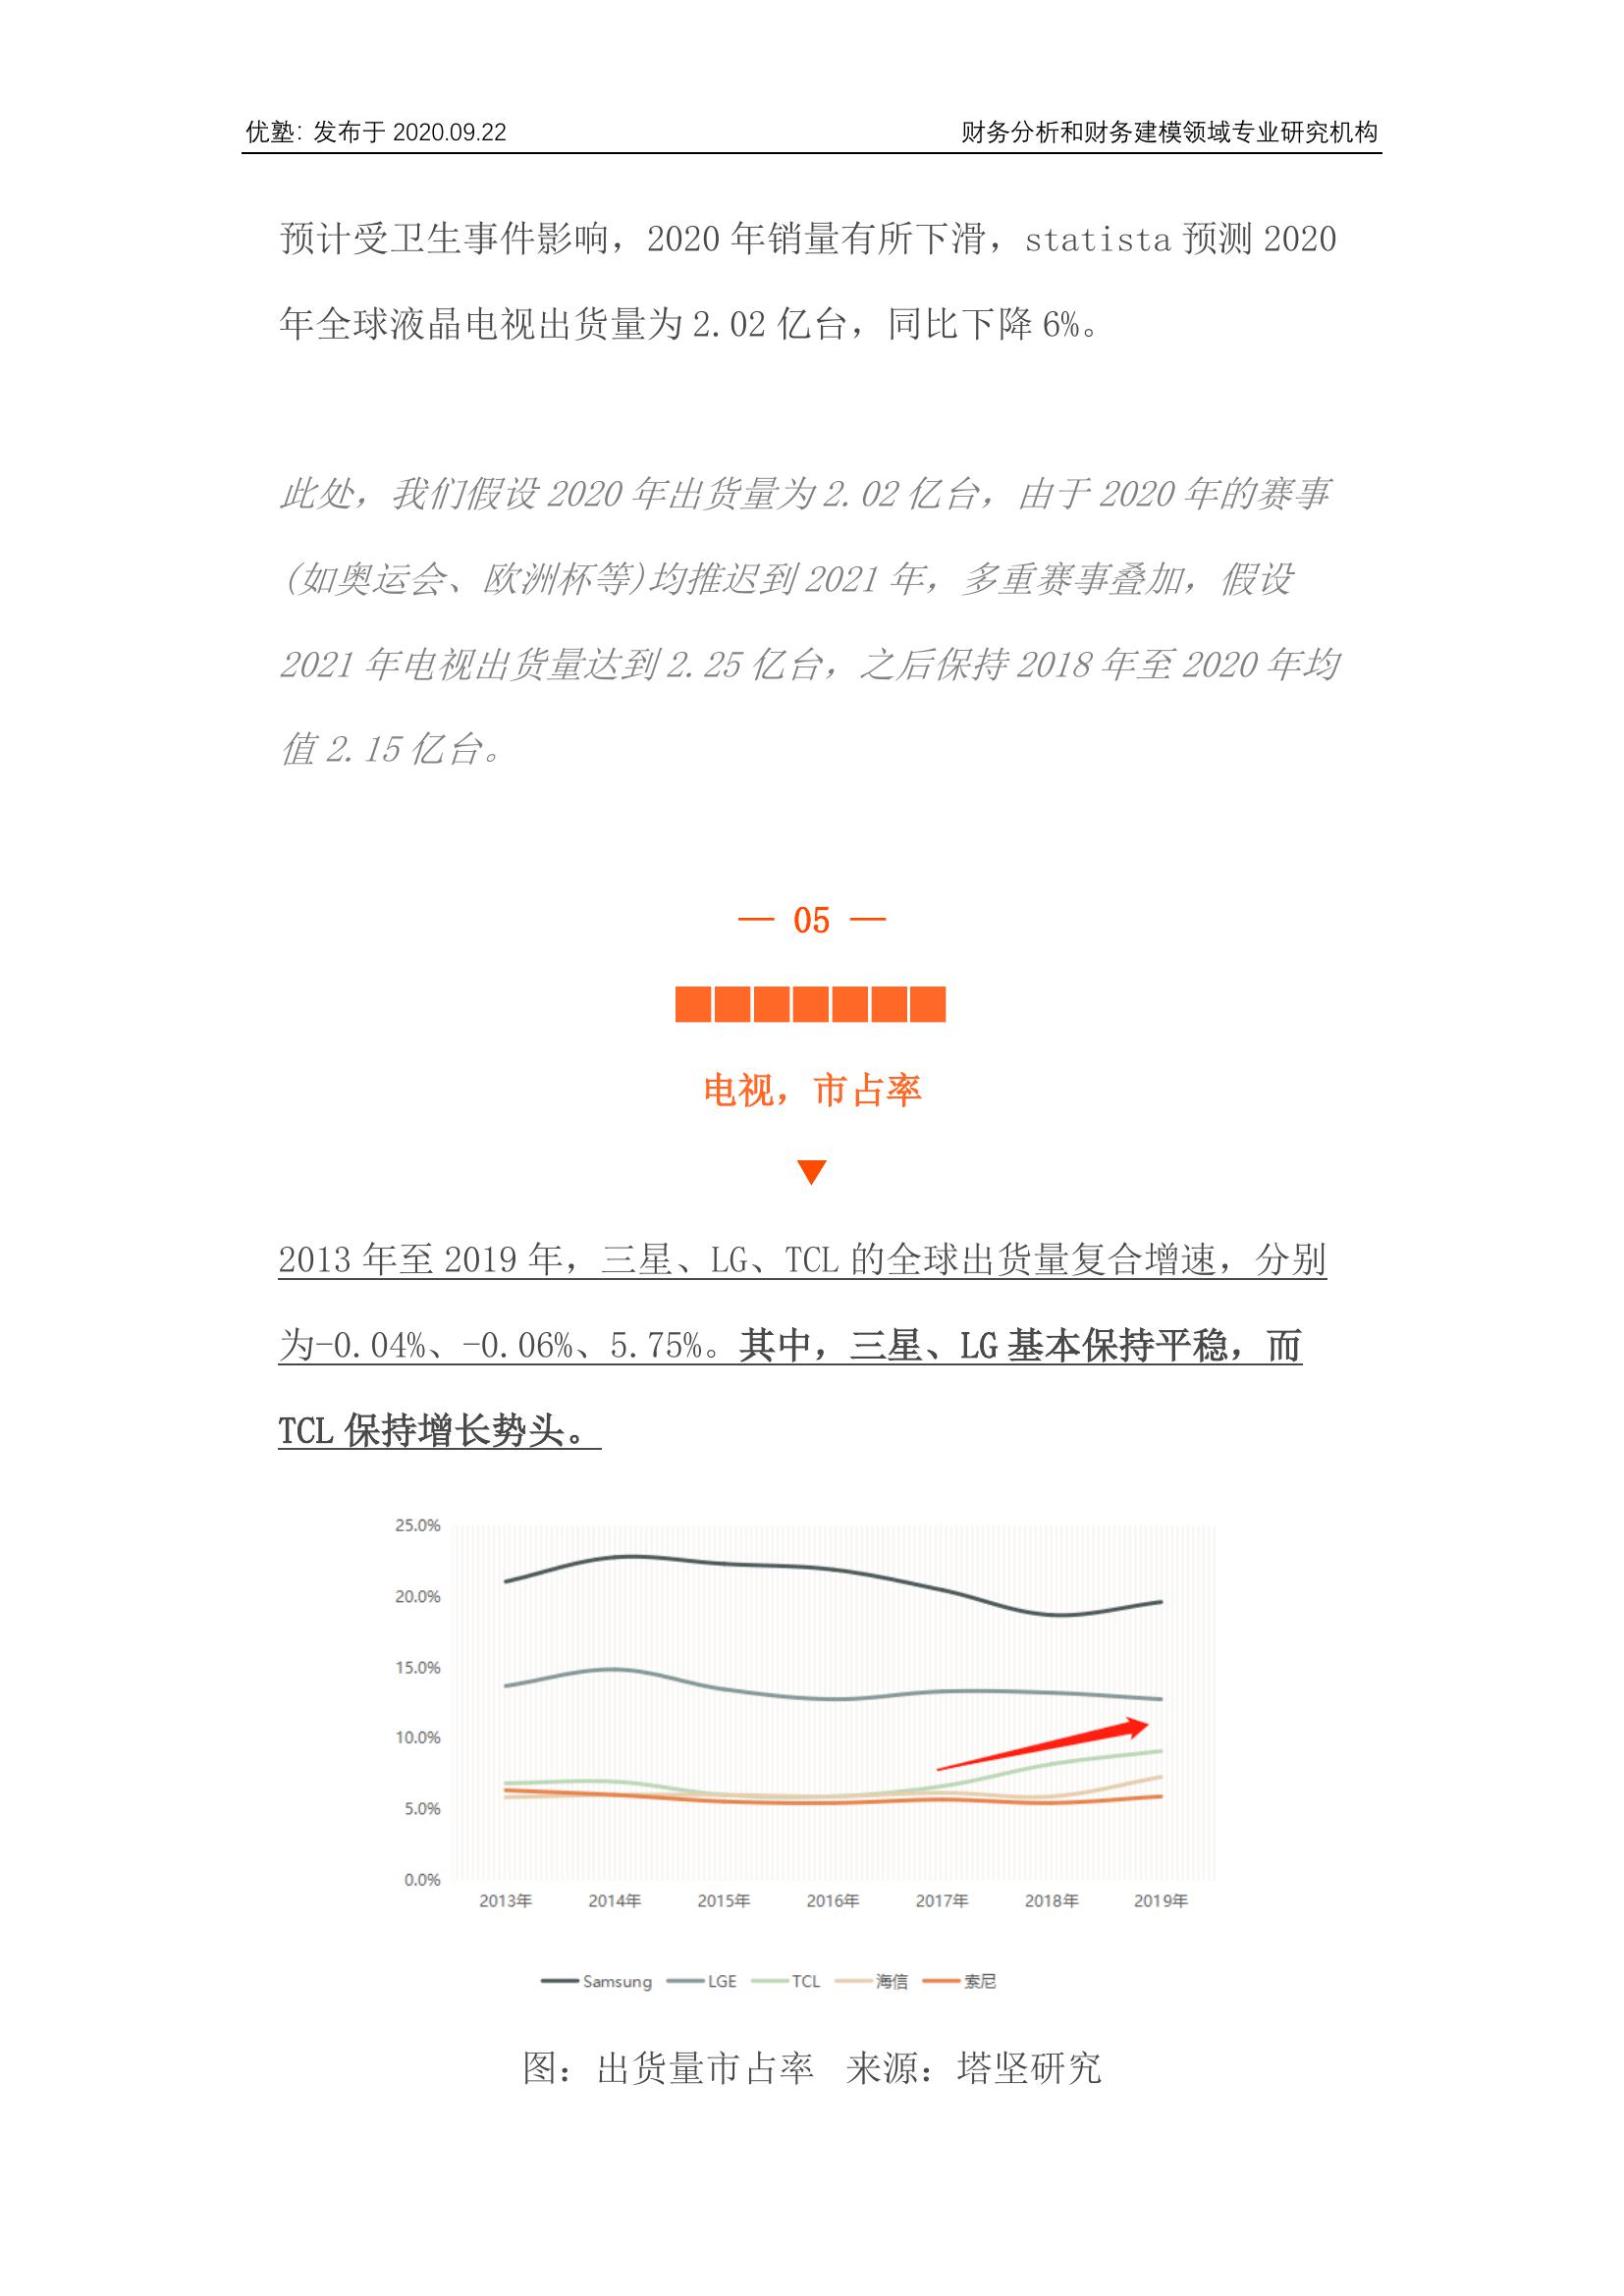 优塾：发布于 2020.09.22
财务分析和财务建模领域专业研究机构
预计受卫生事件影响，2020 年销量有所下滑，statista 预测 2020
年全球液晶电视出货量为 2.02 亿台，同比下降 6%。
此处，我们假设 2020 年出货量为 2.02 亿台，由于 2020 年的赛事
(如奥运会、欧洲杯等)均推迟到 2021 年，多重赛事叠加，假设
2021 年电视出货量达到 2.25 亿台，之后保持 2018 年至 2020 年均
值 2.15 亿台。
— 05 —
电视，市占率
2013 年至 2019 年，三星、LG、TCL 的全球出货量复合增速，分别
为-0.04%、-0.06%、5.75%。其中，三星、LG 基本保持平稳，而
TCL 保持增长势头。
25.0%
20.0%
15.0%
10.0%
5.0%
0.0%
2013年 2014年 2015年 2016年 2017年 2018年 2019年
Samsung LGE TCL 海信 索尼
图：出货量市占率 来源：塔坚研究